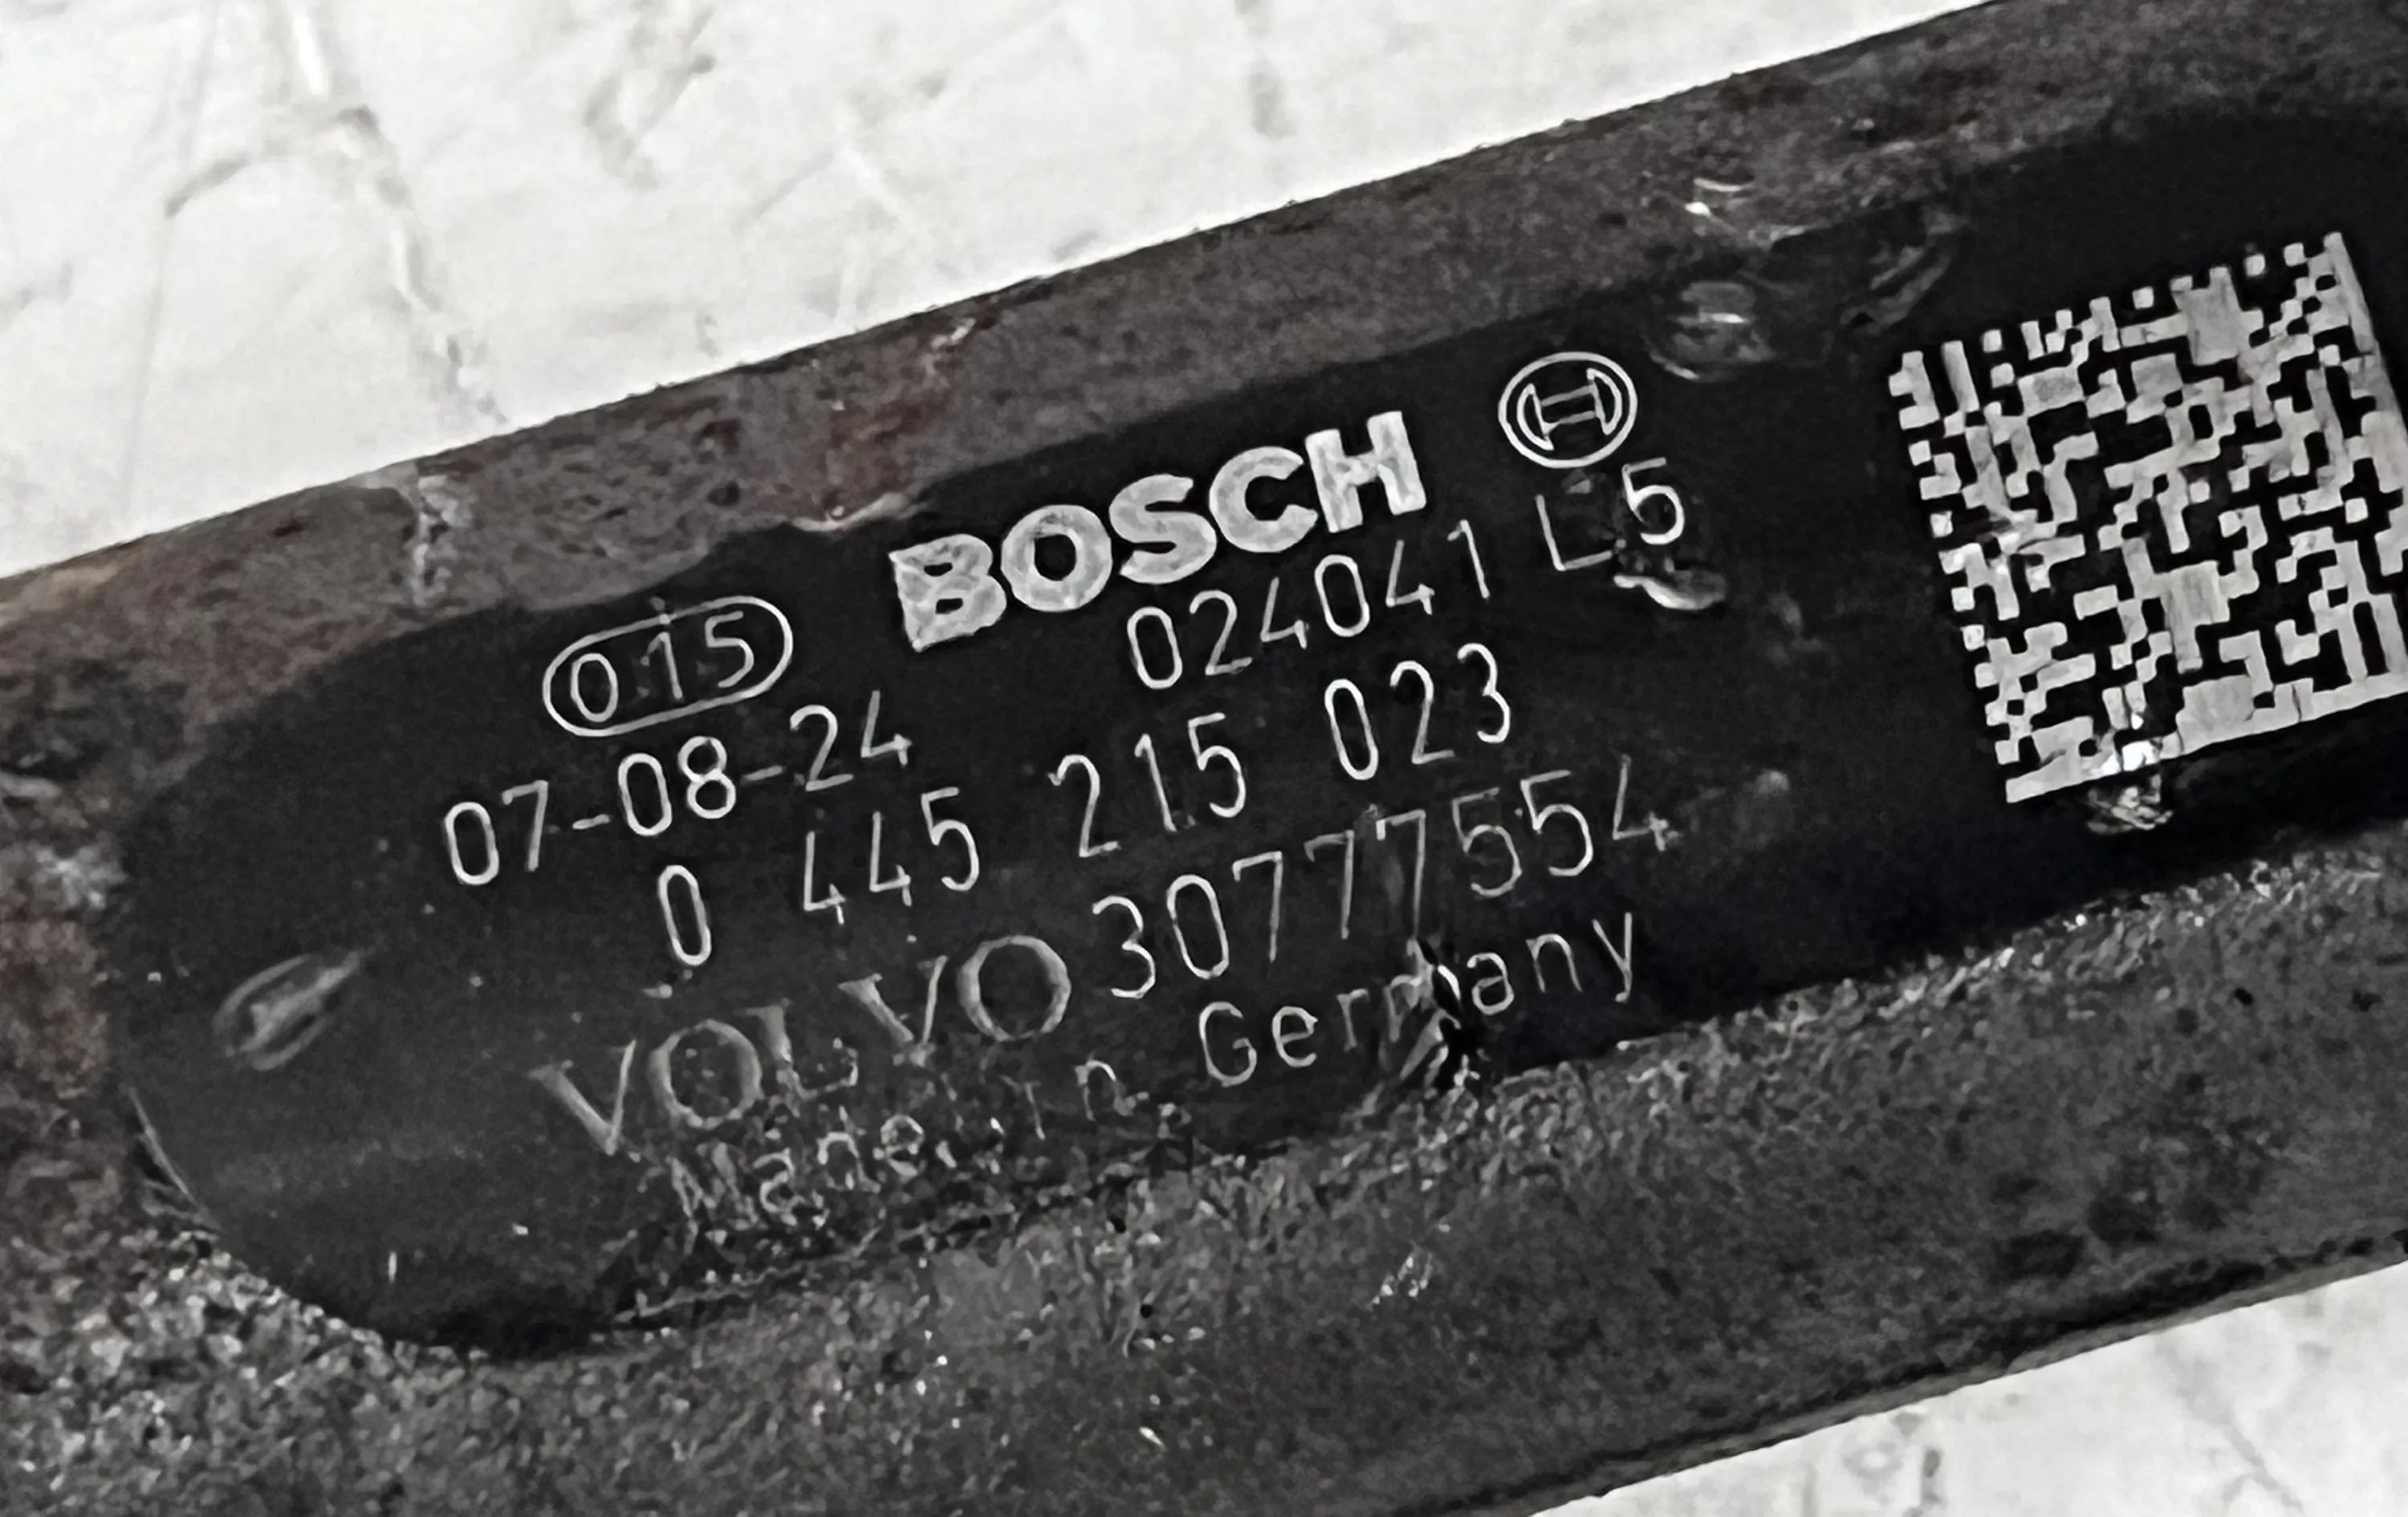 015 BOSCH
07-08-24 024041 L5
0 445 215 023
VOLVO 30777554
Made in Germany